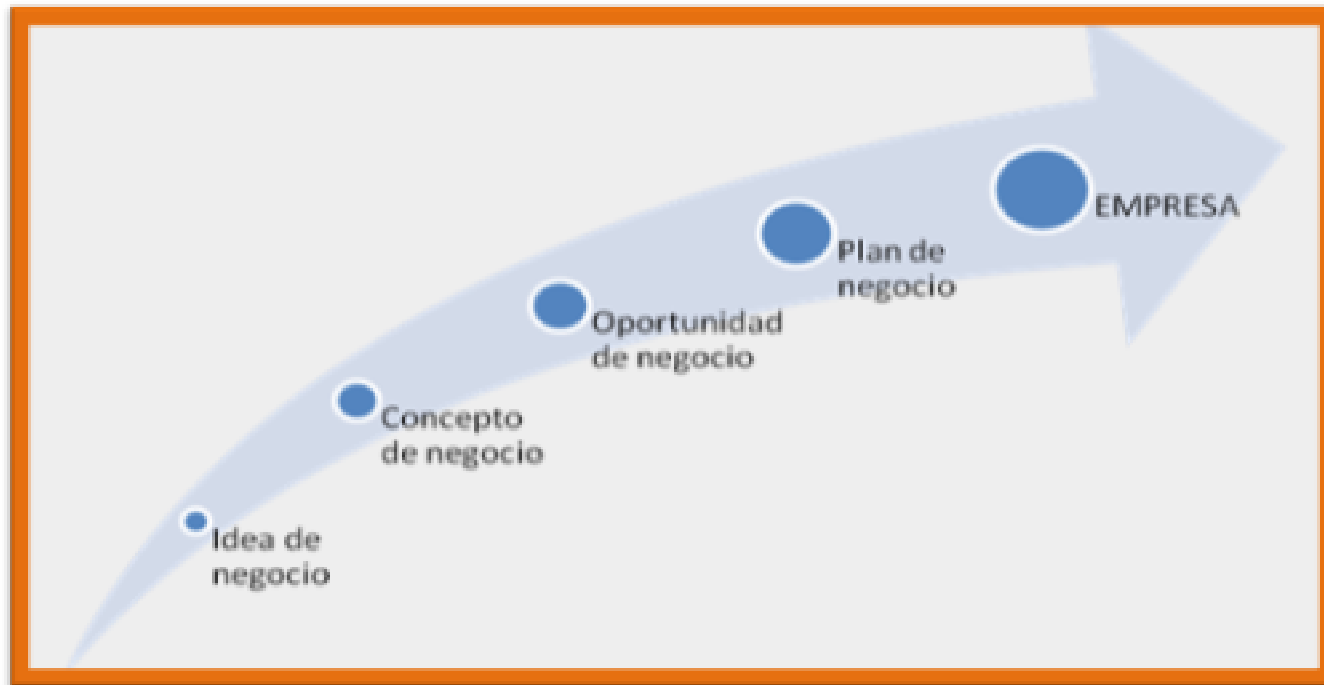 Idea de
negocio
Concepto
de negocio
Oportunidad
de negocio
Plan de
negocio
EMPRESA